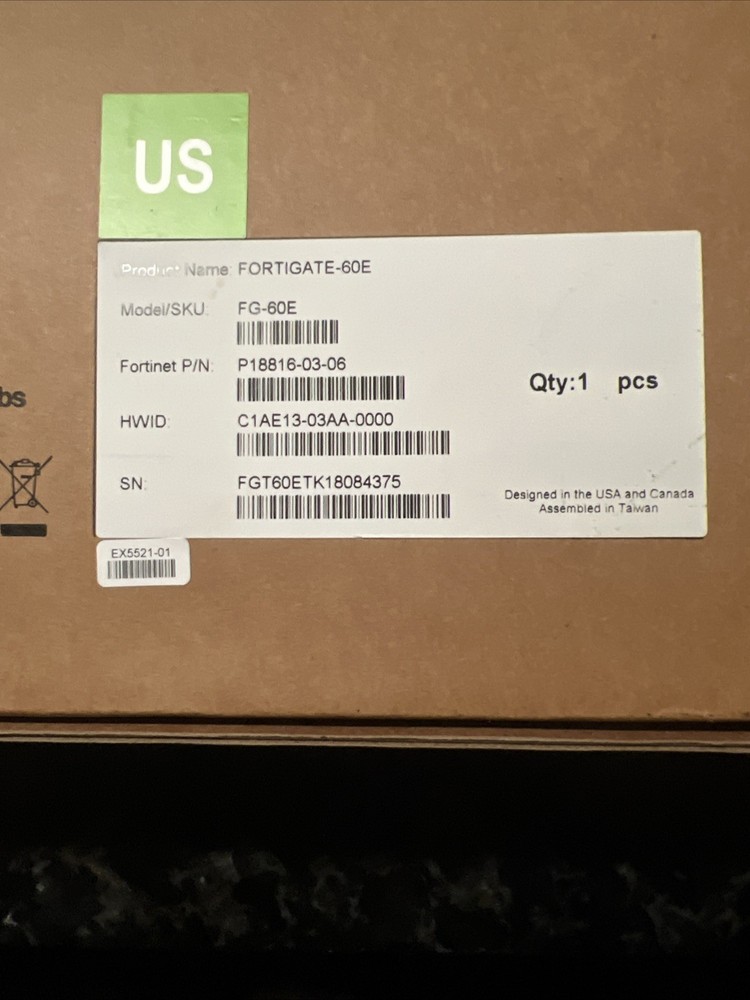 US
Product Name: FORTIGATE-60E
Model/SKU: FG-60E
Fortinet P/N: P18816-03-06
Qty:1 pcs
bs
HWID: C1AE13-03AA-0000
SN: FGT60ETK18084375
Designed in the USA and Canada
Assembled in Taiwan
EX5521-01